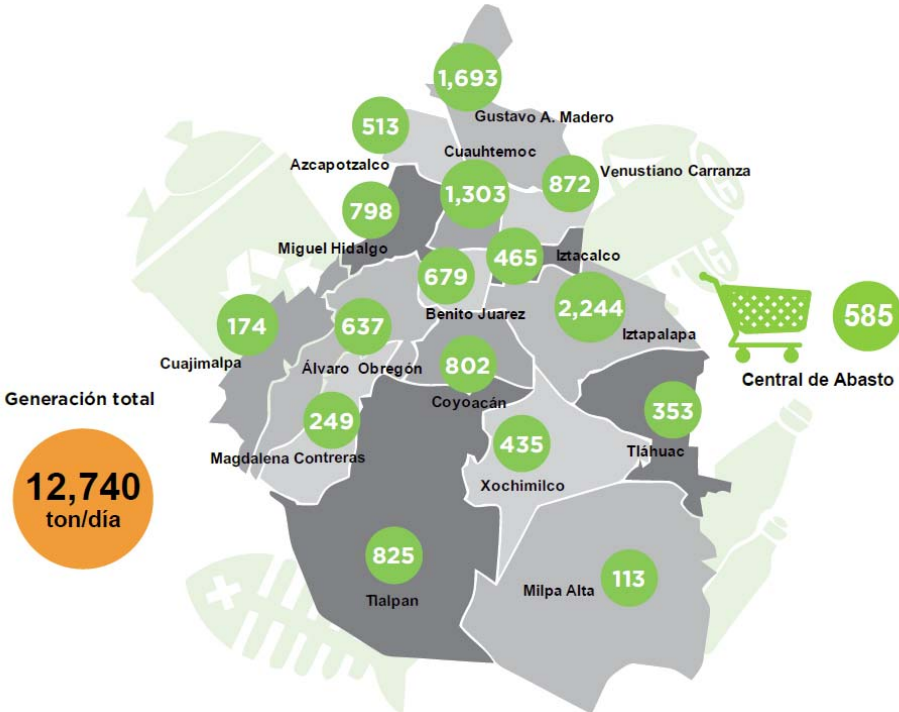 1,693
Gustavo A. Madero
513
Azcapotzalco
Cuauhtemoc
1,303
872
Venustiano Carranza
798
Miguel Hidalgo
465
Iztacalco
679
Benito Juarez
2,244
Iztapalapa
585
Central de Abasto
174
Cuajimalpa
637
Álvaro Obregón
802
Coyoacán
Generación total
12,740
ton/día
249
Magdalena Contreras
353
Tláhuac
435
Xochimilco
825
Tlalpan
Milpa Alta
113